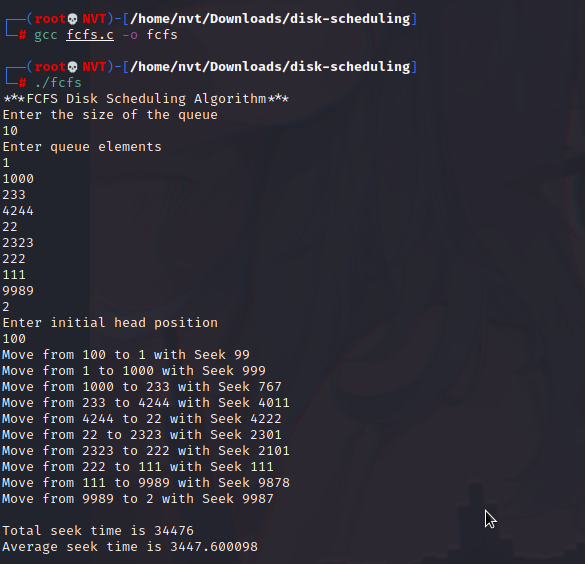 ┌──(root💀NVT)-[/home/nvt/Downloads/disk-scheduling]
└─# gcc fcfs.c -o fcfs
┌──(root💀NVT)-[/home/nvt/Downloads/disk-scheduling]
└─# ./fcfs
***FCFS Disk Scheduling Algorithm***
Enter the size of the queue
10
Enter queue elements
1
1000
233
4244
22
2323
222
111
9989
2
Enter initial head position
100
Move from 100 to 1 with Seek 99
Move from 1 to 1000 with Seek 999
Move from 1000 to 233 with Seek 767
Move from 233 to 4244 with Seek 4011
Move from 4244 to 22 with Seek 4222
Move from 22 to 2323 with Seek 2301
Move from 2323 to 222 with Seek 2101
Move from 222 to 111 with Seek 111
Move from 111 to 9989 with Seek 9878
Move from 9989 to 2 with Seek 9987
Total seek time is 34476
Average seek time is 3447.600098